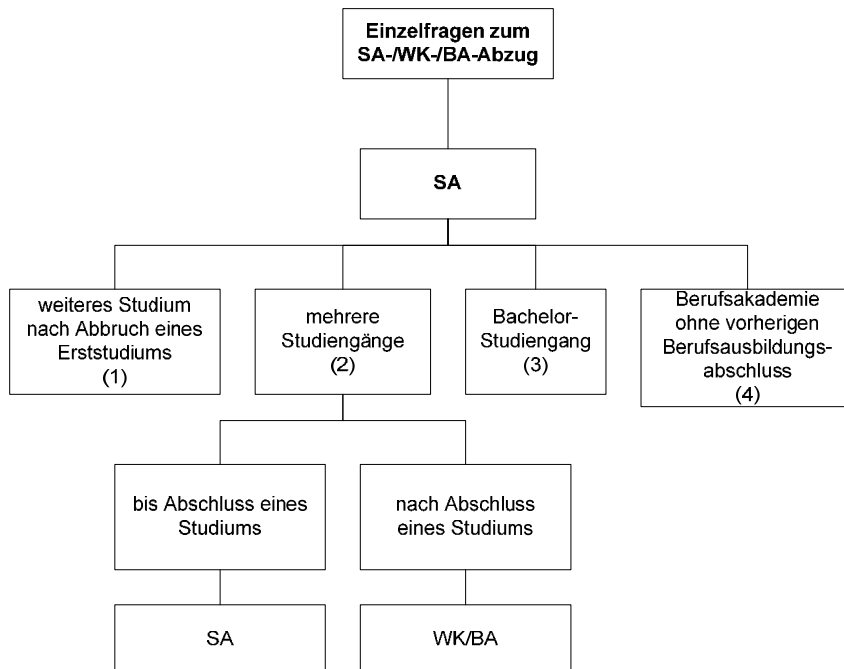 Einzelfragen zum
SA-/WK-/BA-Abzug
SA
weiteres Studium
nach Abbruch eines
Erststudiums
(1)
mehrere
Studiengänge
(2)
Bachelor-
Studiengang
(3)
Berufsakademie
ohne vorherigen
Berufsausbildungs-
abschluss
(4)
bis Abschluss eines
Studiums
nach Abschluss
eines Studiums
SA
WK/BA